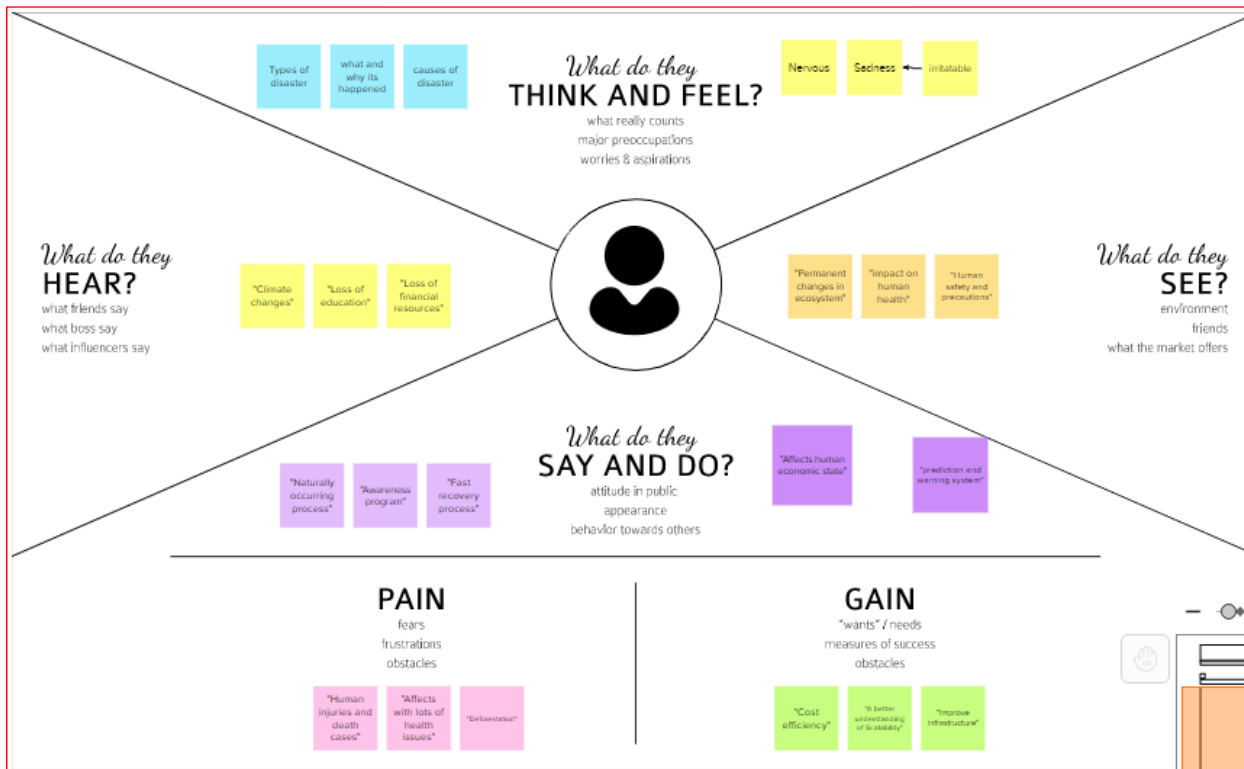 Types of
disaster
what and
why its
happened
causes of
disaster
What do they
THINK AND FEEL?
what really counts
major preoccupations
worries & aspirations
Nervous
Sadness
irritatable
What do they
HEAR?
what friends say
what boss say
what influencers say
"Climate
changes"
"Loss of
education"
"Loss of
financial
resources"
"Permanent
changes in
ecosystem"
"impact on
human
health"
"Human
safety and
precautions"
What do they
SEE?
environment
friends
what the market offers
"Naturally
occurring
process"
"Awareness
program"
"Fast
recovery
process"
What do they
SAY AND DO?
attitude in public
appearance
behavior towards others
"Affects human
economic state"
"prediction and
warning system"
PAIN
fears
frustrations
obstacles
"Human
injuries and
death
cases"
"Affects
with lots of
health
issues"
"Deforestation"
GAIN
"wants" / needs
measures of success
obstacles
"Cost
efficiency"
"A better
understanding
of Scalability"
"Improve
infrastructure"